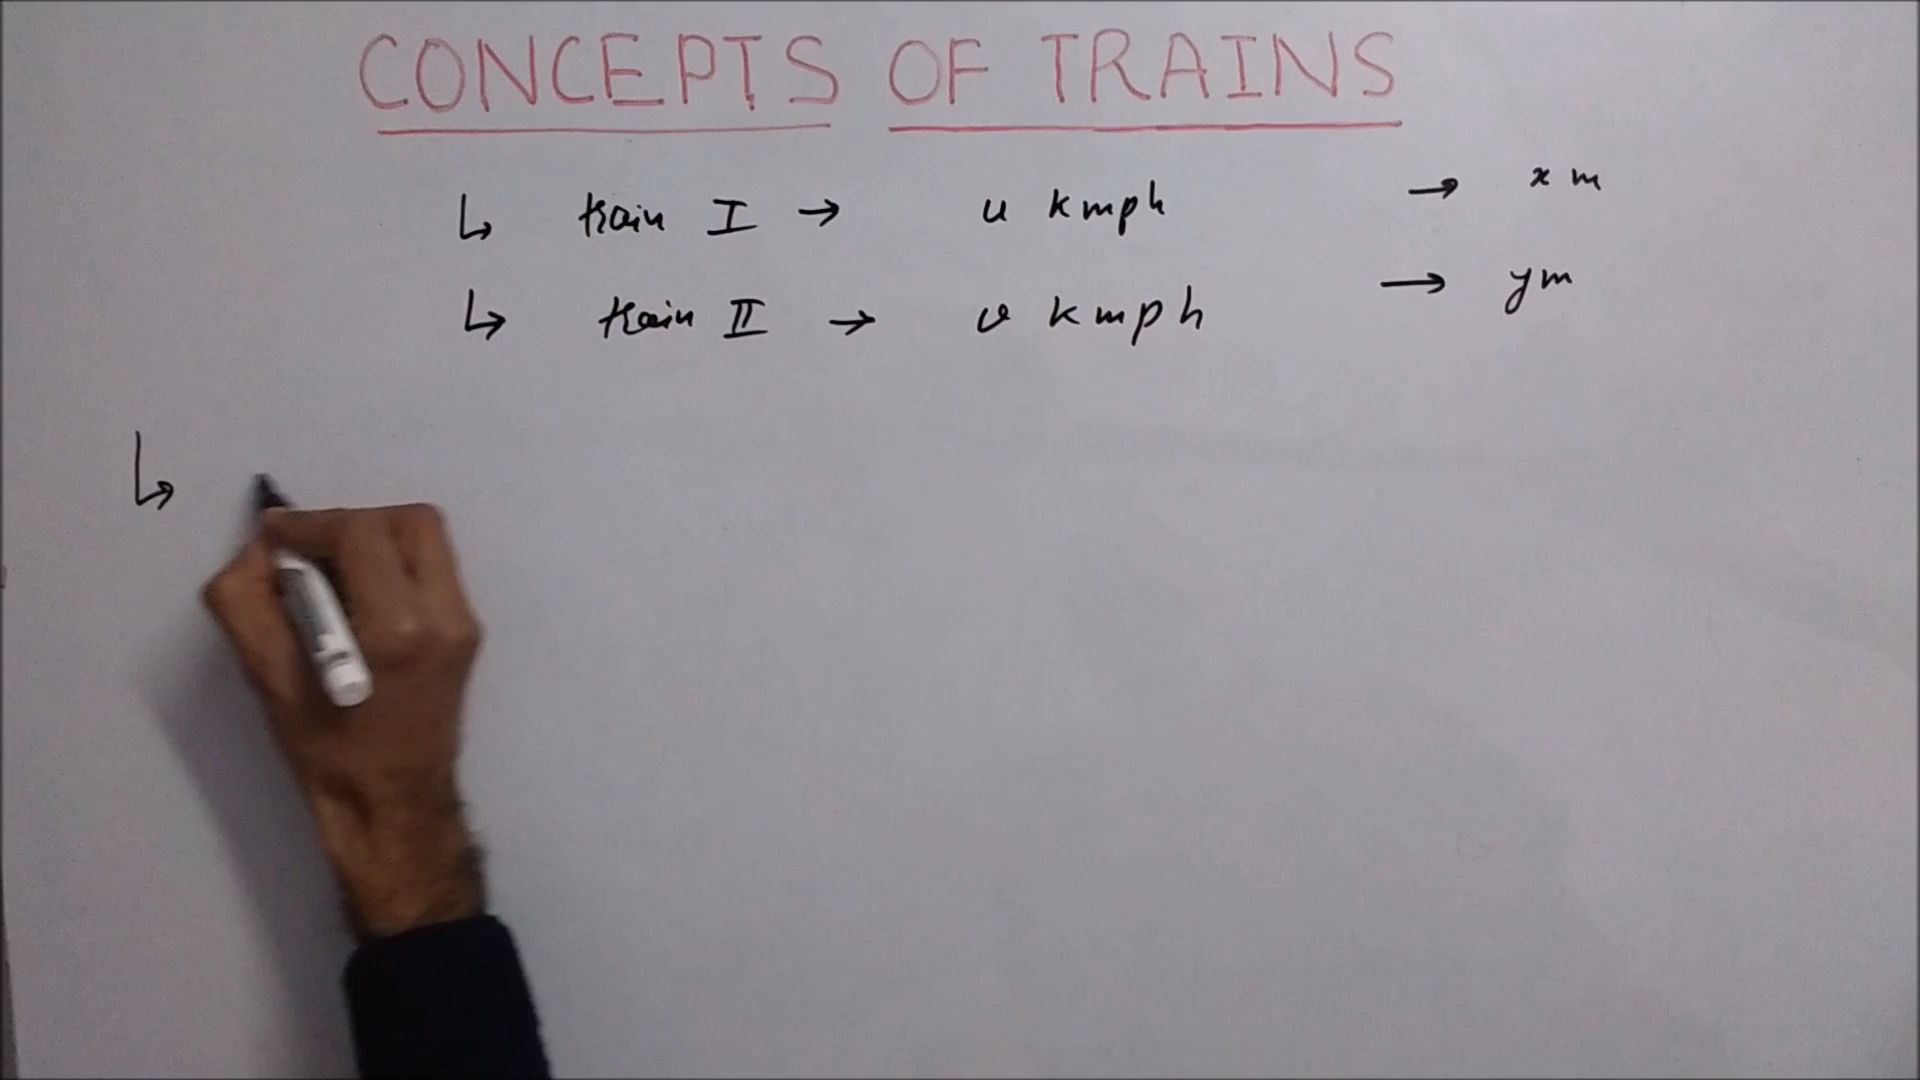 CONCEPTS OF TRAINS
↳ train I → u kmph → x m
↳ train II → v kmph → y m
↳